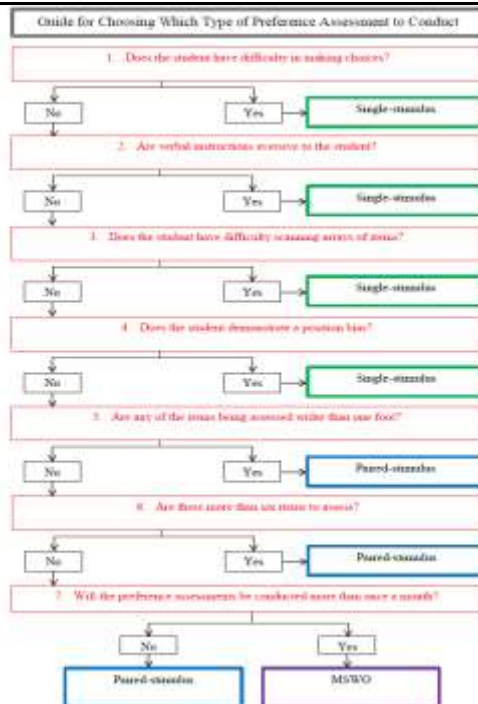 Guide for Choosing Which Type of Preference Assessment to Conduct
1. Does the student have difficulty in making choices?
No
Yes
Single-stimulus
2. Are verbal instructions aversive to the student?
No
Yes
Single-stimulus
3. Does the student have difficulty scanning arrays of items?
No
Yes
Single-stimulus
4. Does the student demonstrate a position bias?
No
Yes
Single-stimulus
5. Are any of the items being assessed wider than one foot?
No
Yes
Paired-stimulus
6. Are there more than six items to assess?
No
Yes
Paired-stimulus
7. Will the preference assessments be conducted more than once a month?
No
Yes
Paired-stimulus
MSWO